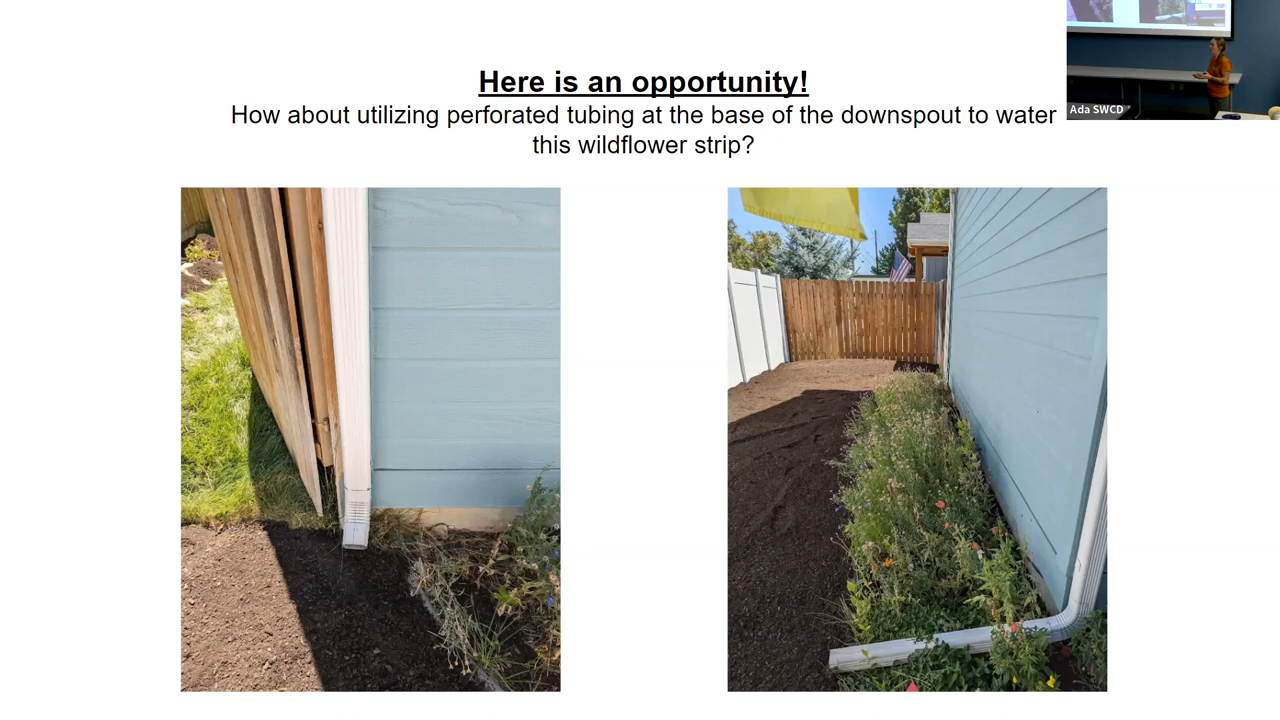 Here is an opportunity!
How about utilizing perforated tubing at the base of the downspout to water
this wildflower strip?
Ada SWCD